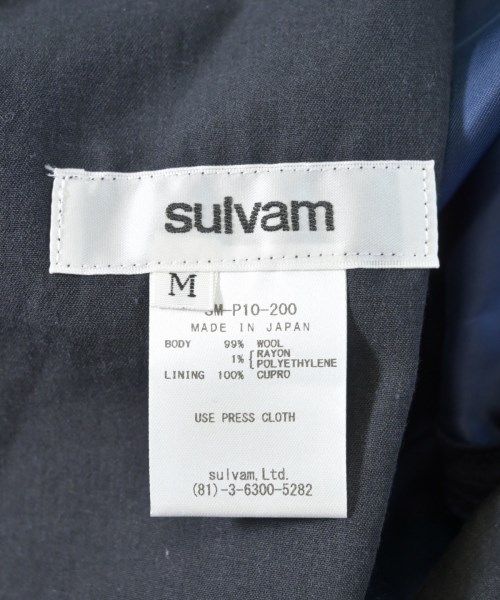 sulvam
M
SM-P10-200
MADE IN JAPAN
BODY 99% WOOL
1% { RAYON
POLYETHYLENE
LINING 100% CUPRO
USE PRESS CLOTH
sulvam,Ltd.
(81)-3-6300-5282